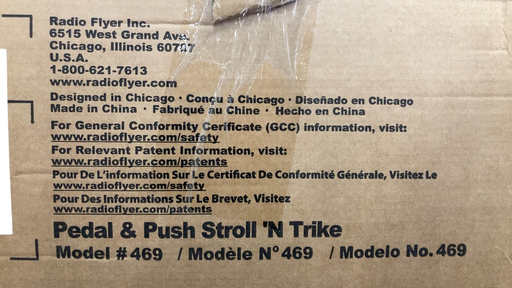 Radio Flyer Inc.
6515 West Grand Ave.
Chicago, Illinois 60707
U.S.A.
1-800-621-7613
www.radioflyer.com
Designed in Chicago · Conçu à Chicago · Diseñado en Chicago
Made in China · Fabriqué au Chine · Hecho en China
For General Conformity Cerificate (GCC) information, visit:
www.radioflyer.com/safety
For Relevant Patent Information, visit:
www.radioflyer.com/patents
Pour De L'information Sur Le Certificat De Conformité Générale, Visitez Le
www.radioflyer.com/safety
Pour Des Informations Sur Le Brevet, Visitez
www.radioflyer.com/patents
Pedal & Push Stroll 'N Trike
Model # 469 / Modèle N° 469 / Modelo No. 469